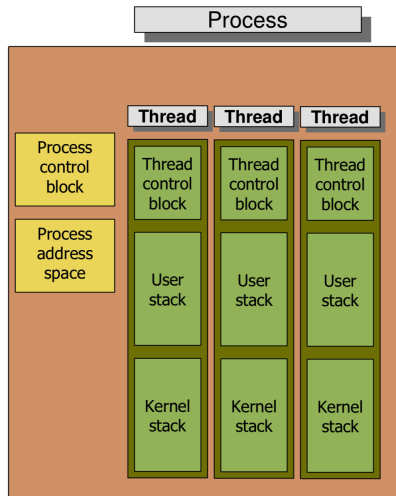 Process
Thread
Thread
Thread
Process
control
block
Process
address
space
Thread
control
block
User
stack
Kernel
stack
Thread
control
block
User
stack
Kernel
stack
Thread
control
block
User
stack
Kernel
stack